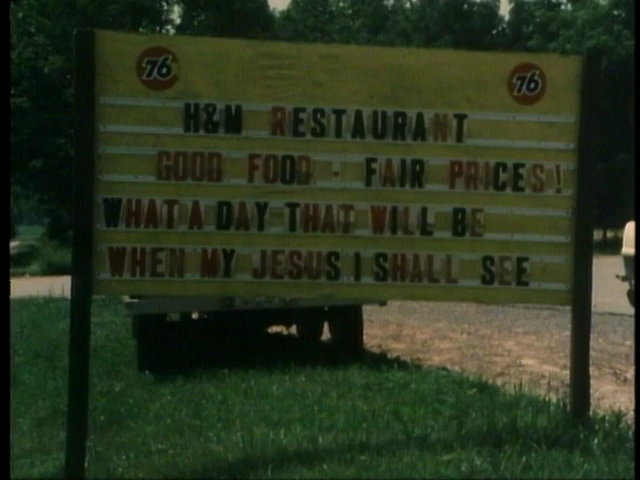 76 76
H&M RESTAURANT
GOOD FOOD - FAIR PRICES!
WHAT A DAY THAT WILL BE
WHEN MY JESUS I SHALL SEE